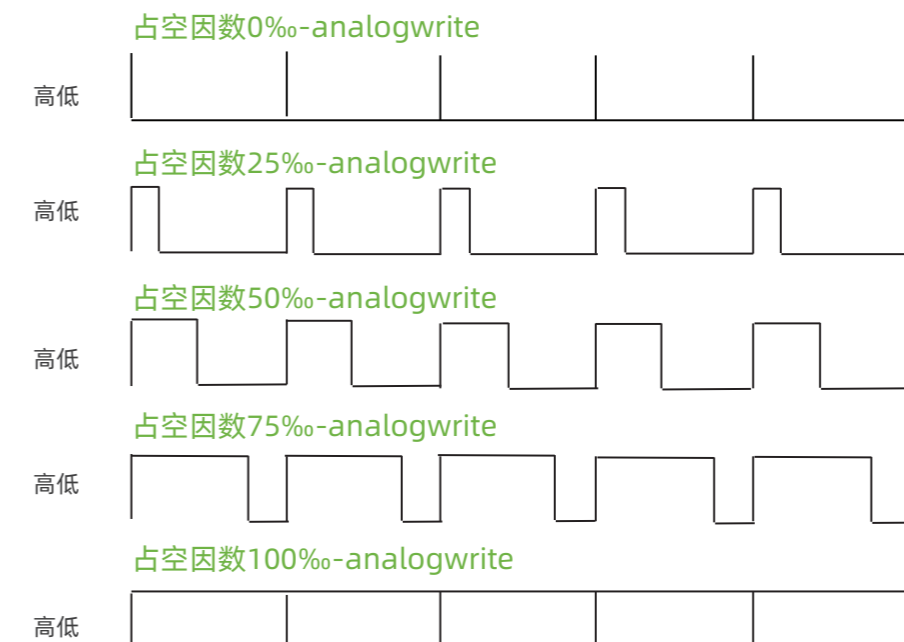 占空因数0‰-analogwrite
高低
占空因数25‰-analogwrite
高低
占空因数50‰-analogwrite
高低
占空因数75‰-analogwrite
高低
占空因数100‰-analogwrite
高低